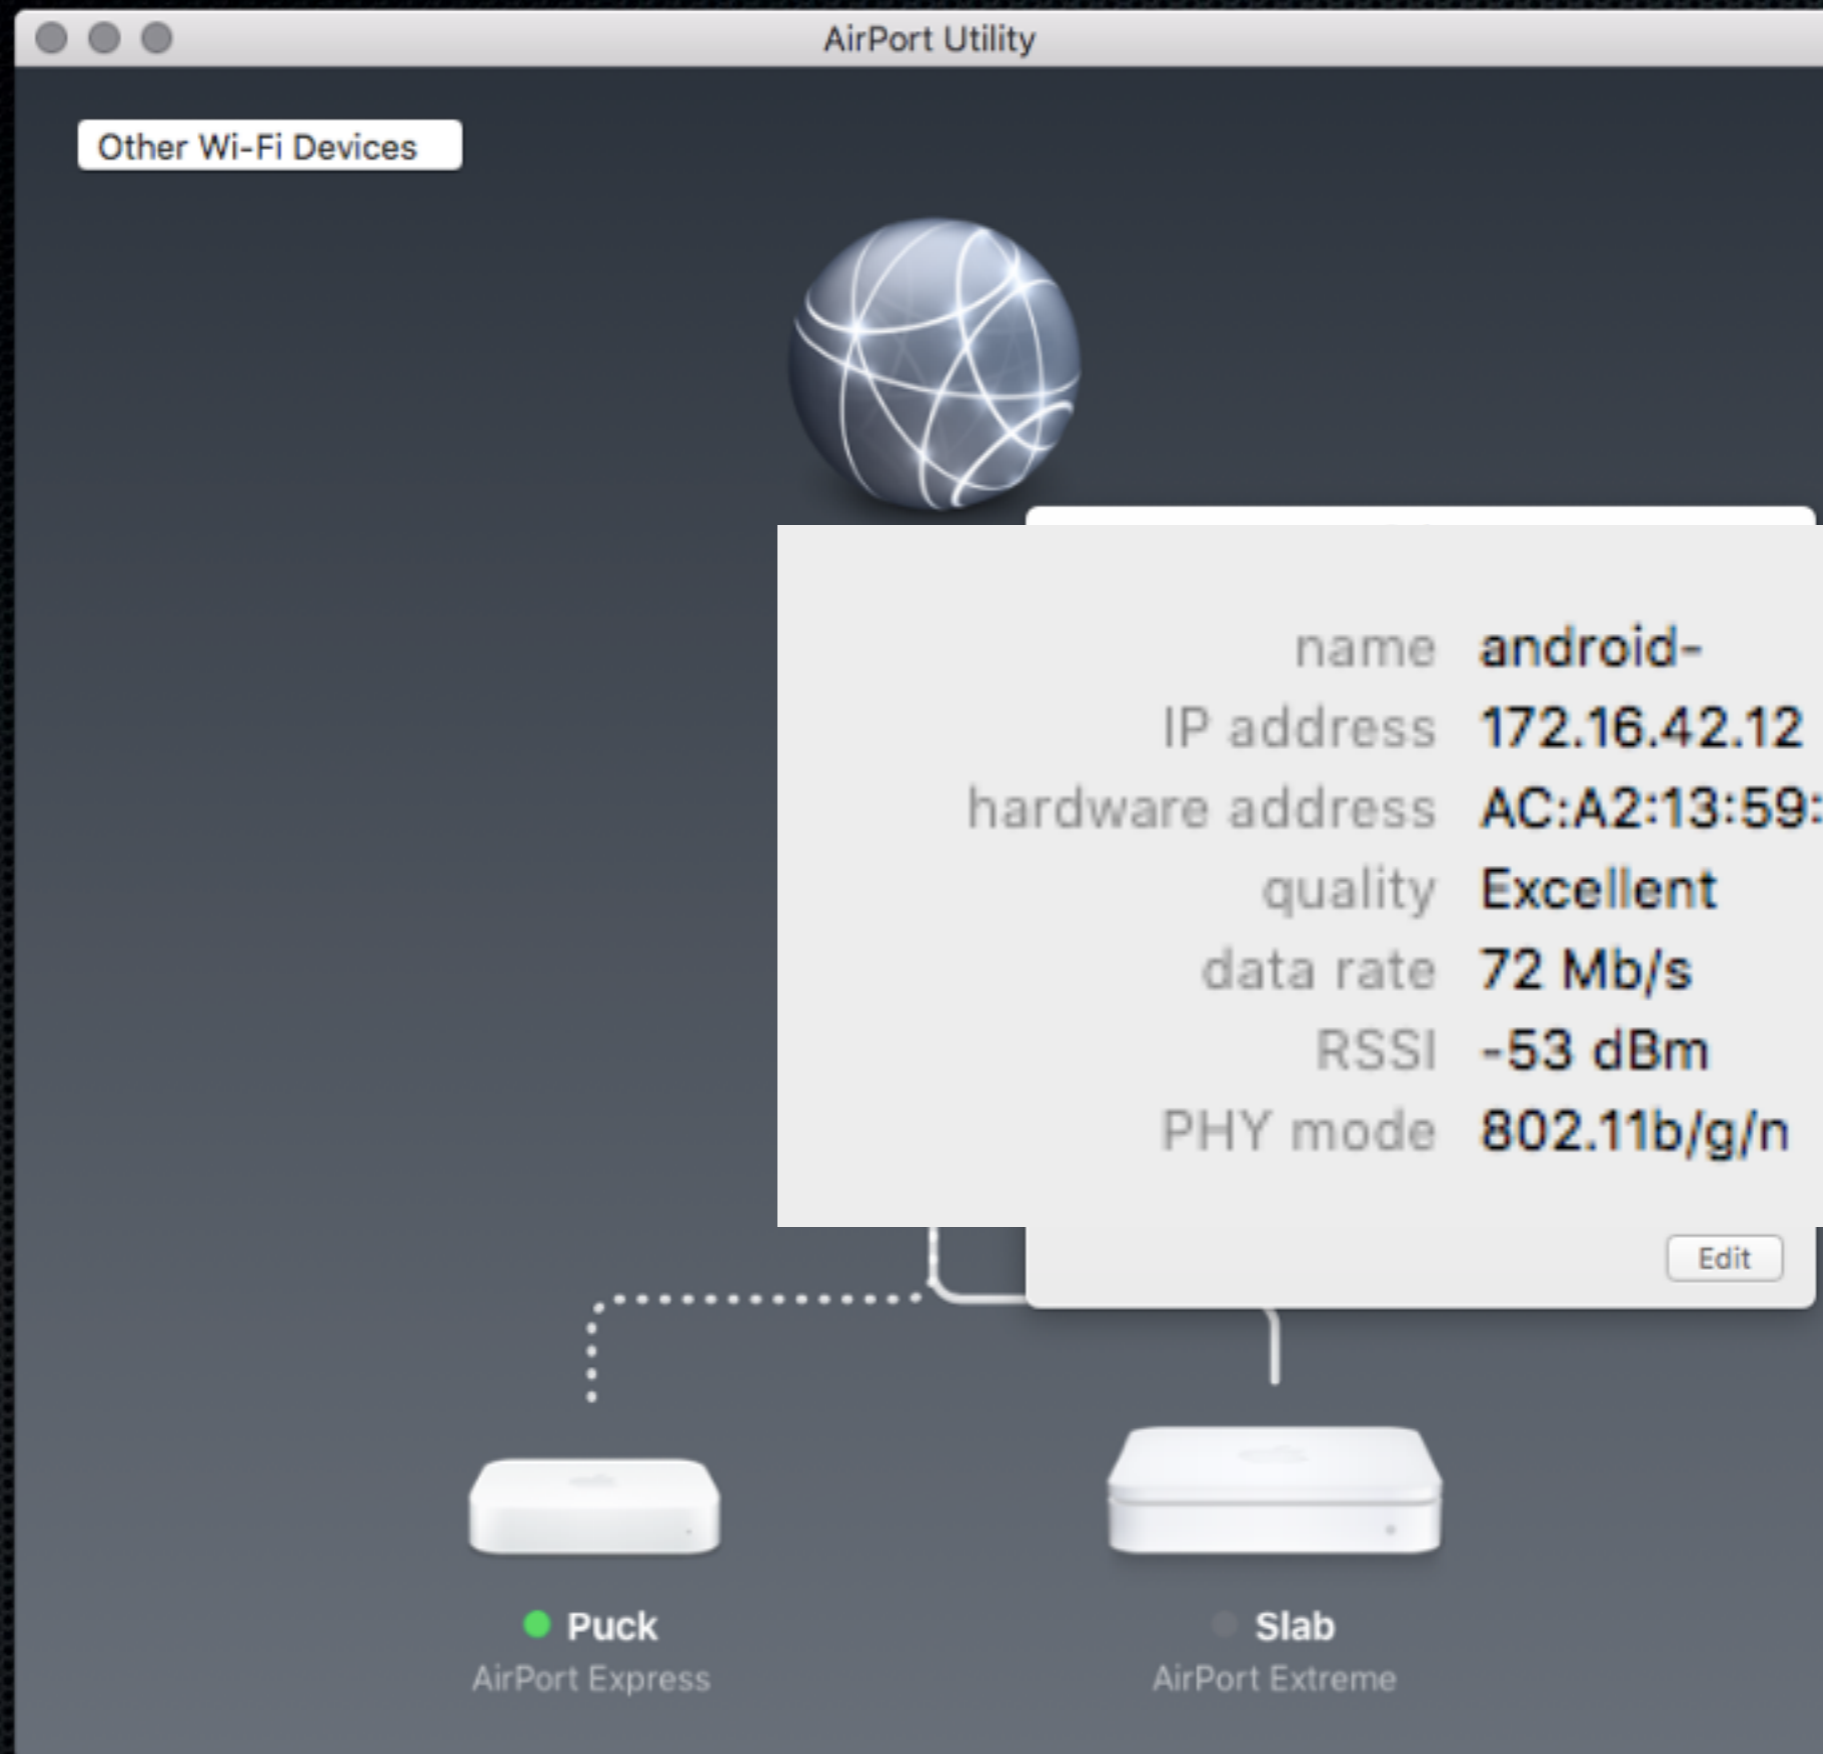 AirPort Utility
Other Wi-Fi Devices
name android-
IP address 172.16.42.12
hardware address AC:A2:13:59:
quality Excellent
data rate 72 Mb/s
RSSI -53 dBm
PHY mode 802.11b/g/n
Edit
Puck
AirPort Express
Slab
AirPort Extreme